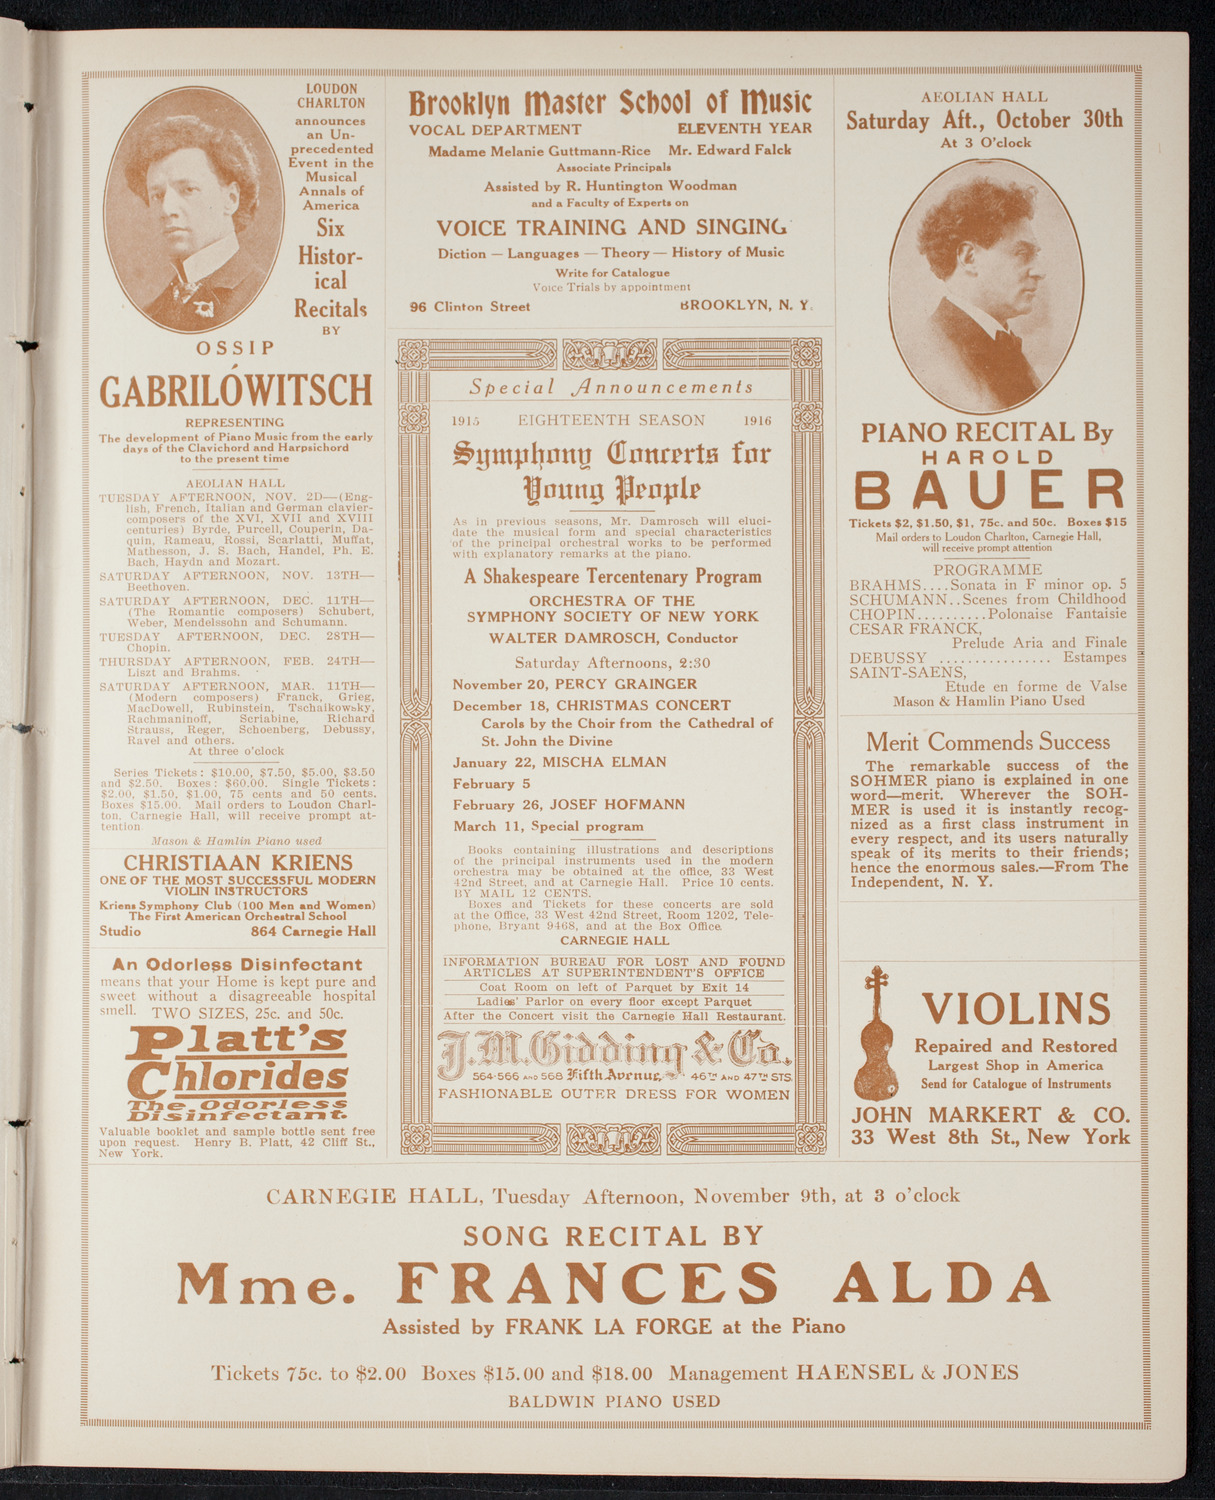 LOUDON
CHARLTON
announces
an Un-
precedented
Event in the
Musical
Annals of
America
Six
Histor-
ical
Recitals
BY
OSSIP
GABRILÓWITSCH
REPRESENTING
The development of Piano Music from the early
days of the Clavichord and Harpsichord
to the present time
AEOLIAN HALL
TUESDAY AFTERNOON, NOV. 2D—(Eng-
lish, French, Italian and German clavier-
composers of the XVI, XVII and XVIII
centuries) Byrde, Purcell, Couperin, Da-
quin, Rameau, Rossi, Scarlatti, Muffat,
Mathesson, J. S. Bach, Handel, Ph. E.
Bach, Haydn and Mozart.
SATURDAY AFTERNOON, NOV. 13TH—
Beethoven.
SATURDAY AFTERNOON, DEC. 11TH—
(The Romantic composers) Schubert,
Weber, Mendelssohn and Schumann.
TUESDAY AFTERNOON, DEC. 28TH—
Chopin.
THURSDAY AFTERNOON, FEB. 24TH—
Liszt and Brahms.
SATURDAY AFTERNOON, MAR. 11TH—
(Modern composers) Franck, Grieg,
MacDowell, Rubinstein, Tschaikowsky,
Rachmaninoff, Scriabine, Richard
Strauss, Reger, Schoenberg, Debussy,
Ravel and others.
At three o'clock
Series Tickets: $10.00, $7.50, $5.00, $3.50
and $2.50. Boxes: $60.00. Single Tickets:
$2.00, $1.50, $1.00, 75 cents and 50 cents.
Boxes $15.00. Mail orders to Loudon Charl-
ton, Carnegie Hall, will receive prompt at-
tention
Mason & Hamlin Piano used
CHRISTIAAN KRIENS
ONE OF THE MOST SUCCESSFUL MODERN
VIOLIN INSTRUCTORS
Kriens Symphony Club (100 Men and Women)
The First American Orchestral School
Studio 864 Carnegie Hall
An Odorless Disinfectant
means that your Home is kept pure and
sweet without a disagreeable hospital
smell. TWO SIZES, 25c. and 50c.
Platt's
Chlorides
The Odorless
Disinfectant.
Valuable booklet and sample bottle sent free
upon request. Henry B. Platt, 42 Cliff St.,
New York.
Brooklyn Master School of Music
VOCAL DEPARTMENT ELEVENTH YEAR
Madame Melanie Guttmann-Rice Mr. Edward Falck
Associate Principals
Assisted by R. Huntington Woodman
and a Faculty of Experts on
VOICE TRAINING AND SINGING
Diction — Languages — Theory — History of Music
Write for Catalogue
Voice Trials by appointment
96 Clinton Street BROOKLYN, N. Y.
Special Announcements
1915 EIGHTEENTH SEASON 1916
Symphony Concerts for
Young People
As in previous seasons, Mr. Damrosch will eluci-
date the musical form and special characteristics
of the principal orchestral works to be performed
with explanatory remarks at the piano.
A Shakespeare Tercentenary Program
ORCHESTRA OF THE
SYMPHONY SOCIETY OF NEW YORK
WALTER DAMROSCH, Conductor
Saturday Afternoons, 2:30
November 20, PERCY GRAINGER
December 18, CHRISTMAS CONCERT
Carols by the Choir from the Cathedral of
St. John the Divine
January 22, MISCHA ELMAN
February 5
February 26, JOSEF HOFMANN
March 11, Special program
Books containing illustrations and descriptions
of the principal instruments used in the modern
orchestra may be obtained at the office, 33 West
42nd Street, and at Carnegie Hall. Price 10 cents.
BY MAIL 12 CENTS.
Boxes and Tickets for these concerts are sold
at the Office, 33 West 42nd Street, Room 1202, Tele-
phone, Bryant 9468, and at the Box Office.
CARNEGIE HALL
INFORMATION BUREAU FOR LOST AND FOUND
ARTICLES AT SUPERINTENDENT'S OFFICE
Coat Room on left of Parquet by Exit 14
Ladies' Parlor on every floor except Parquet
After the Concert visit the Carnegie Hall Restaurant.
J.M. Gidding & Co.
564-566 AND 568 Fifth Avenue, 46TH AND 47TH STS.
FASHIONABLE OUTER DRESS FOR WOMEN
AEOLIAN HALL
Saturday Aft., October 30th
At 3 O'clock
PIANO RECITAL By
HAROLD
BAUER
Tickets $2, $1.50, $1, 75c. and 50c. Boxes $15
Mail orders to Loudon Charlton, Carnegie Hall,
will receive prompt attention
PROGRAMME
BRAHMS....Sonata in F minor op. 5
SCHUMANN..Scenes from Childhood
CHOPIN..........Polonaise Fantaisie
CESAR FRANCK,
Prelude Aria and Finale
DEBUSSY ................ Estampes
SAINT-SAENS,
Etude en forme de Valse
Mason & Hamlin Piano Used
Merit Commends Success
The remarkable success of the
SOHMER piano is explained in one
word—merit. Wherever the SOH-
MER is used it is instantly recog-
nized as a first class instrument in
every respect, and its users naturally
speak of its merits to their friends;
hence the enormous sales.—From The
Independent, N. Y.
VIOLINS
Repaired and Restored
Largest Shop in America
Send for Catalogue of Instruments
JOHN MARKERT & CO.
33 West 8th St., New York
CARNEGIE HALL, Tuesday Afternoon, November 9th, at 3 o'clock
SONG RECITAL BY
Mme. FRANCES ALDA
Assisted by FRANK LA FORGE at the Piano
Tickets 75c. to $2.00 Boxes $15.00 and $18.00 Management HAENSEL & JONES
BALDWIN PIANO USED